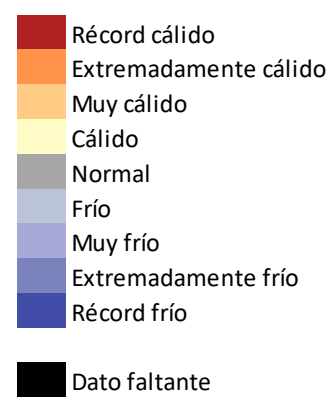 Récord cálido
Extremadamente cálido
Muy cálido
Cálido
Normal
Frío
Muy frío
Extremadamente frío
Récord frío
Dato faltante